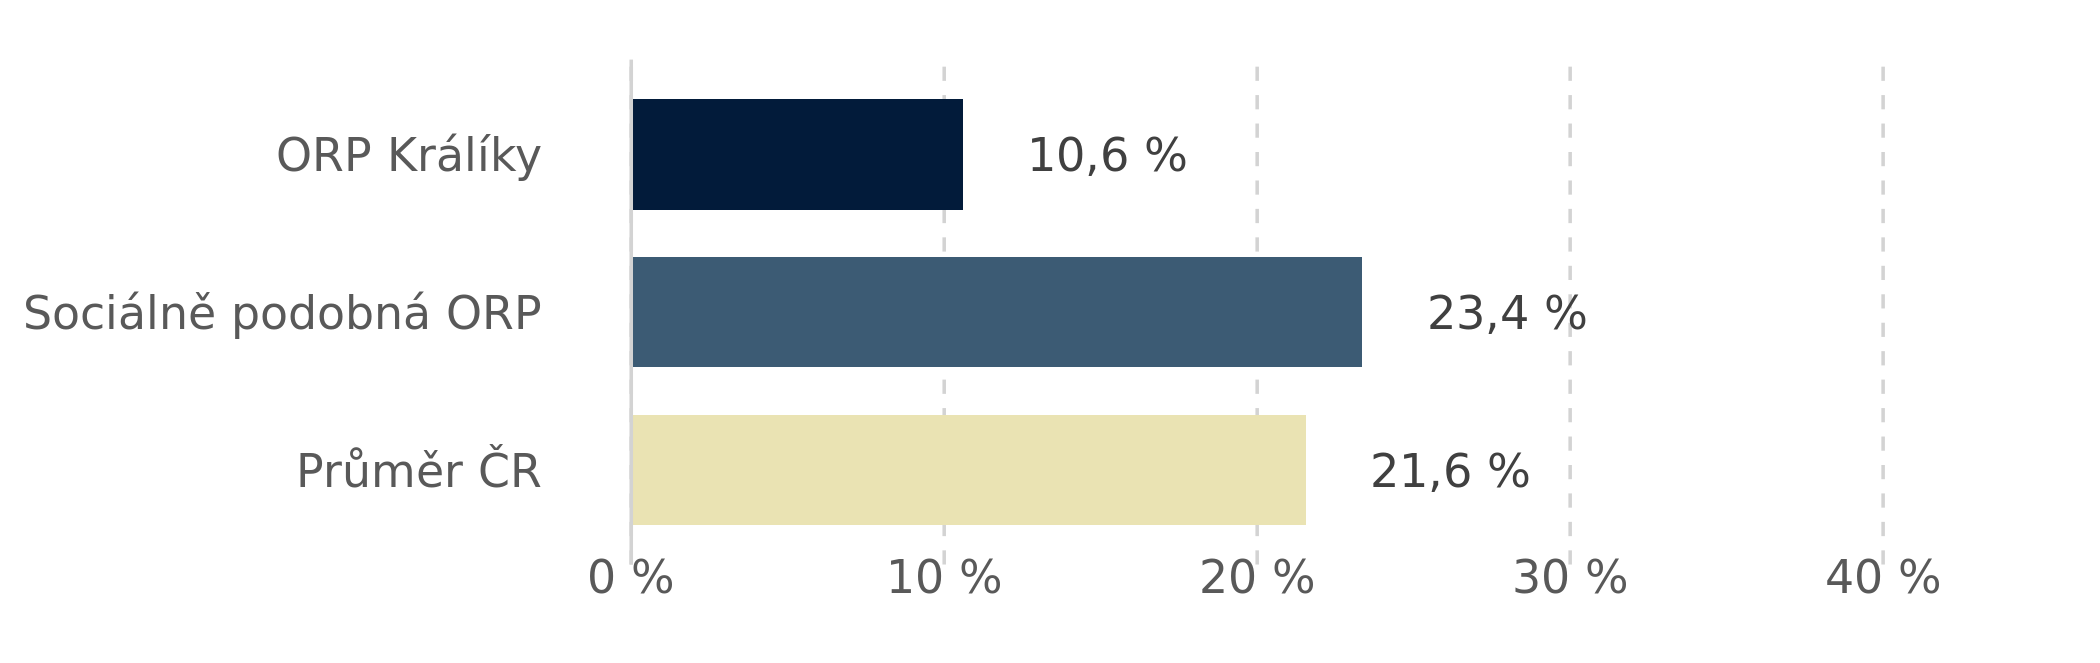 ORP Králíky
10,6 %
Sociálně podobná ORP
23,4 %
Průměr ČR
21,6 %
0 %
10 %
20 %
30 %
40 %